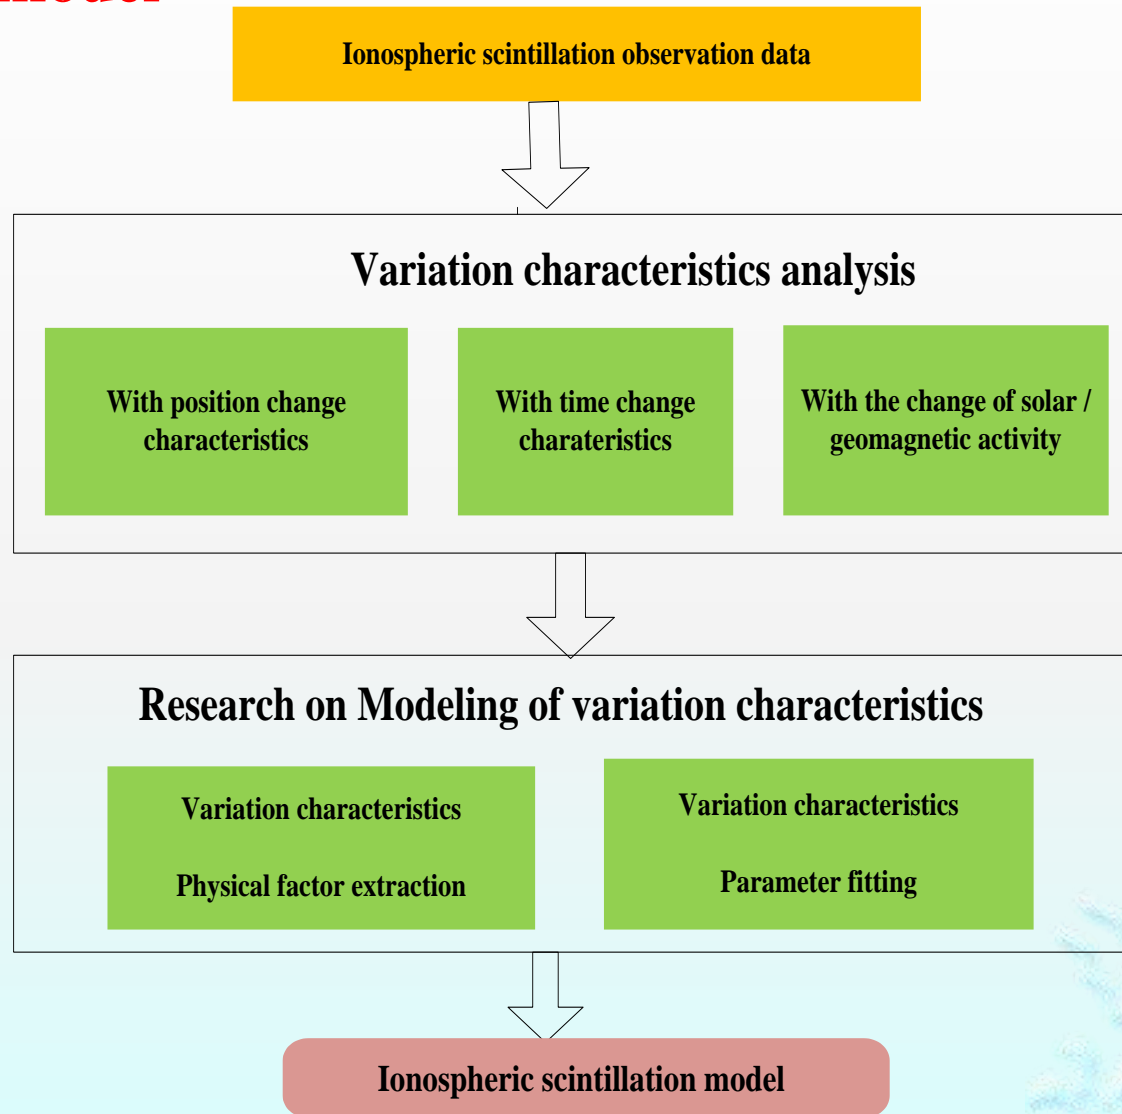 model
Ionospheric scintillation observation data
Variation characteristics analysis
With position change
characteristics
With time change
charateristics
With the change of solar /
geomagnetic activity
Research on Modeling of variation characteristics
Variation characteristics
Physical factor extraction
Variation characteristics
Parameter fitting
Ionospheric scintillation model